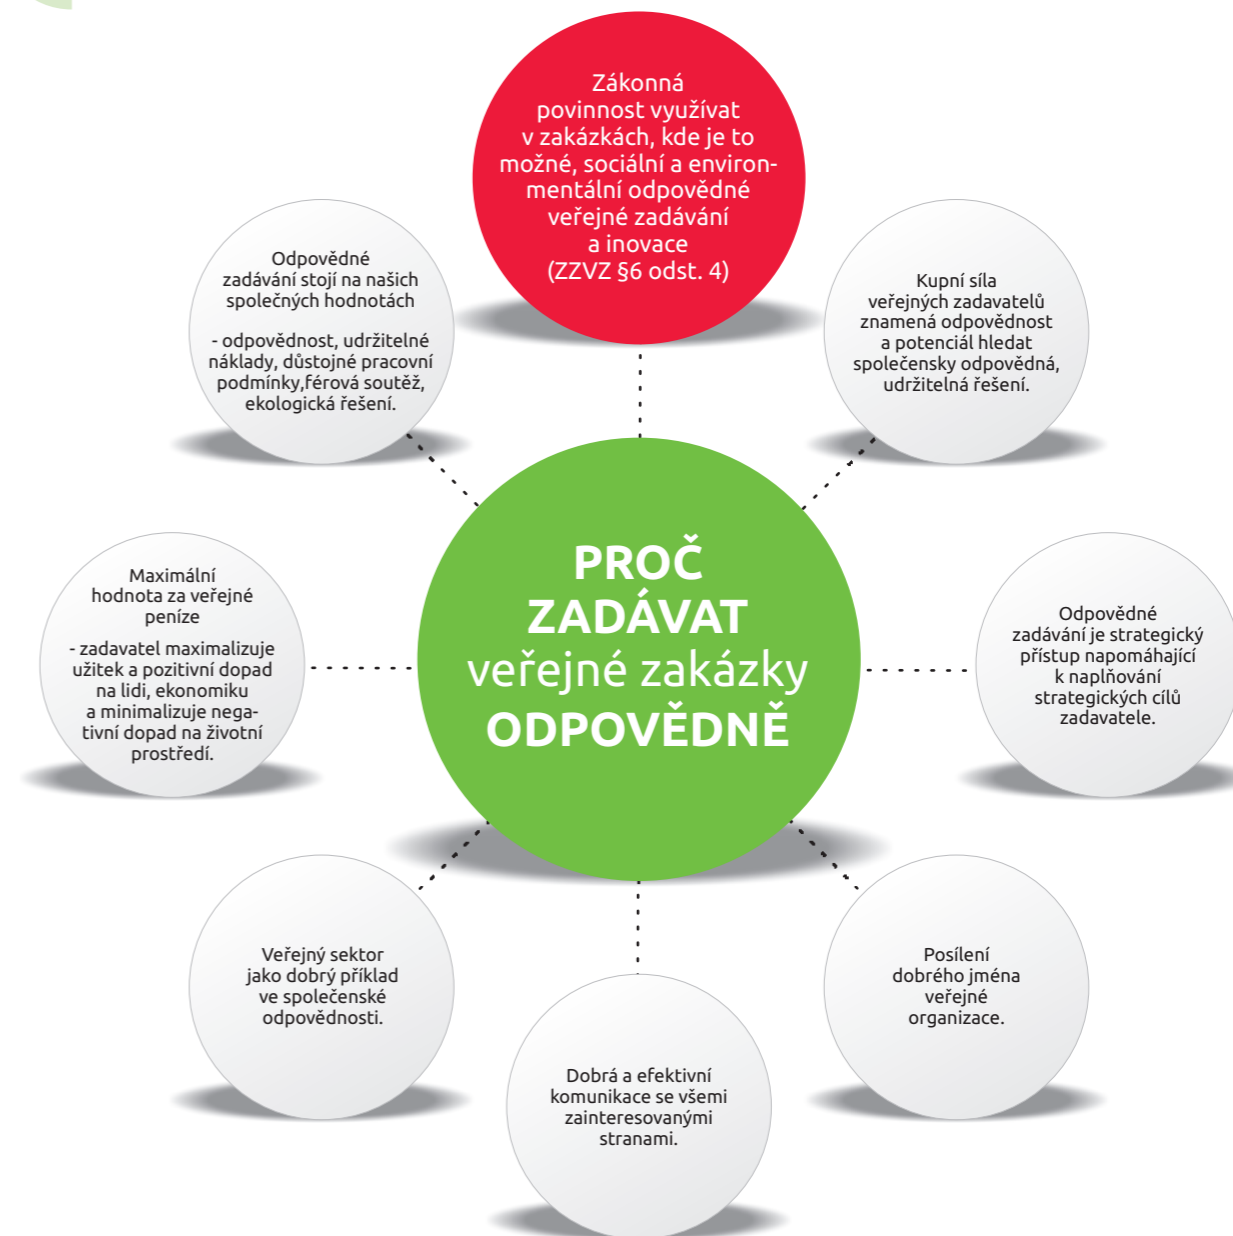 Zákonná
povinnost využívat
v zakázkách, kde je to
možné, sociální a environ-
mentální odpovědné
veřejné zadávání
a inovace
(ZZVZ §6 odst. 4)
Odpovědné
zadávání stojí na našich
společných hodnotách
- odpovědnost, udržitelné
náklady, důstojné pracovní
podmínky,férová soutěž,
ekologická řešení.
Kupní síla
veřejných zadavatelů
znamená odpovědnost
a potenciál hledat
společensky odpovědná,
udržitelná řešení.
PROČ
ZADÁVAT
veřejné zakázky
ODPOVĚDNĚ
Maximální
hodnota za veřejné
peníze
- zadavatel maximalizuje
užitek a pozitivní dopad
na lidi, ekonomiku
a minimalizuje nega-
tivní dopad na životní
prostředí.
Odpovědné
zadávání je strategický
přístup napomáhající
k naplňování
strategických cílů
zadavatele.
Veřejný sektor
jako dobrý příklad
ve společenské
odpovědnosti.
Posílení
dobrého jména
veřejné
organizace.
Dobrá a efektivní
komunikace se všemi
zainteresovanými
stranami.